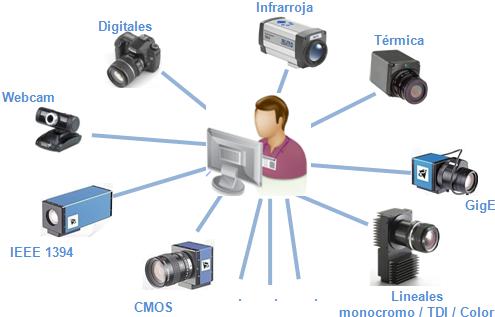 Infrarroja
Digitales
Térmica
Webcam
GigE
IEEE 1394
CMOS
. . .
Lineales
monocromo / TDI / Color